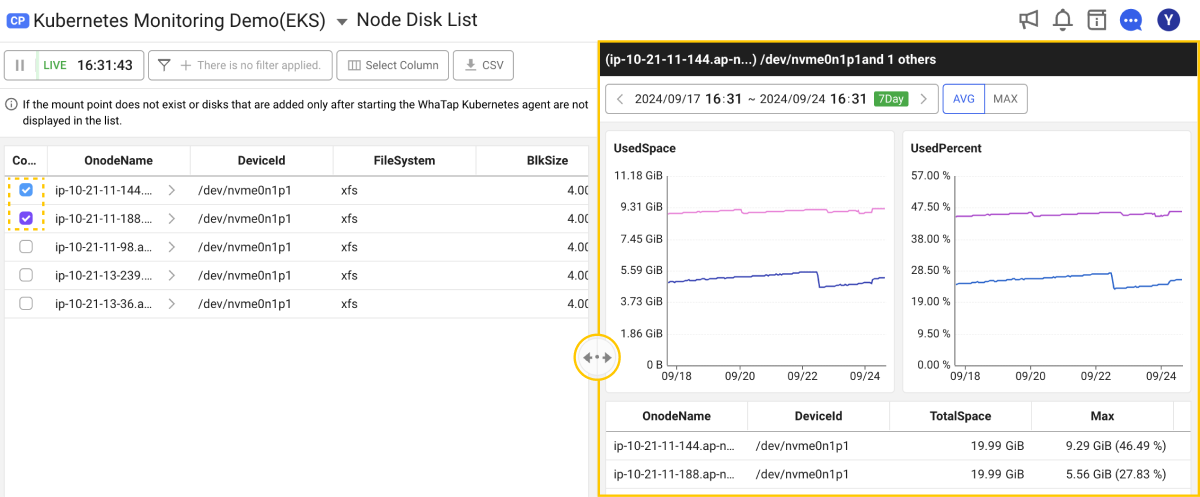 CP Kubernetes Monitoring Demo(EKS) Node Disk List
Y
LIVE 16:31:43 There is no filter applied. Select Column CSV
If the mount point does not exist or disks that are added only after starting the WhaTap Kubernetes agent are not
displayed in the list.
Co... OnodeName DeviceId FileSystem BlkSize
ip-10-21-11-144.... /dev/nvme0n1p1 xfs 4.00
ip-10-21-11-188.... /dev/nvme0n1p1 xfs 4.00
ip-10-21-11-98.a... /dev/nvme0n1p1 xfs 4.00
ip-10-21-13-239.... /dev/nvme0n1p1 xfs 4.00
ip-10-21-13-36.a... /dev/nvme0n1p1 xfs 4.00
(ip-10-21-11-144.ap-n...) /dev/nvme0n1p1and 1 others
2024/09/17 16:31 ~ 2024/09/24 16:31 7Day AVG MAX
UsedSpace
11.18 GiB
9.31 GiB
7.45 GiB
5.59 GiB
3.73 GiB
1.86 GiB
0 B
09/18 09/20 09/22 09/24
UsedPercent
57.00 %
47.50 %
38.00 %
28.50 %
19.00 %
9.50 %
0.00 %
09/18 09/20 09/22 09/24
OnodeName DeviceId TotalSpace Max
ip-10-21-11-144.ap-n... /dev/nvme0n1p1 19.99 GiB 9.29 GiB (46.49 %)
ip-10-21-11-188.ap-n... /dev/nvme0n1p1 19.99 GiB 5.56 GiB (27.83 %)